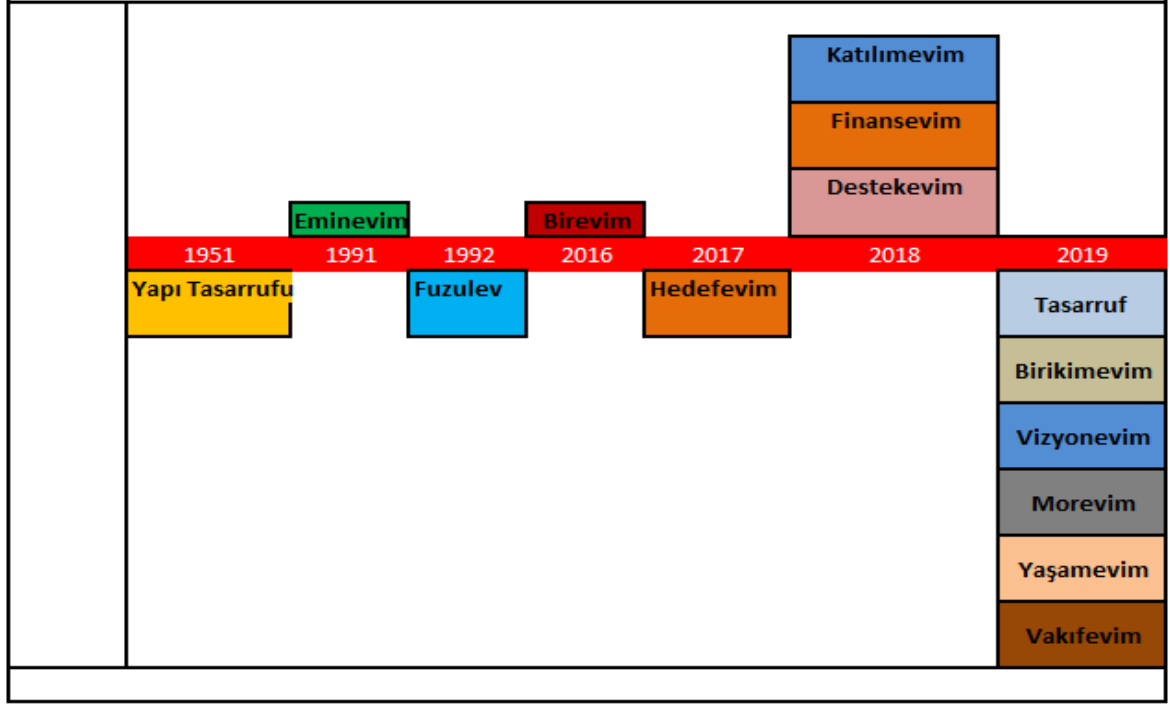 Katılımevim
Finansevim
Destekevim
Eminevim
Birevim
1951 1991 1992 2016 2017 2018 2019
Yapı Tasarrufu
Fuzulev
Hedefevim
Tasarruf
Birikimevim
Vizyonevim
Morevim
Yaşamevim
Vakıfevim